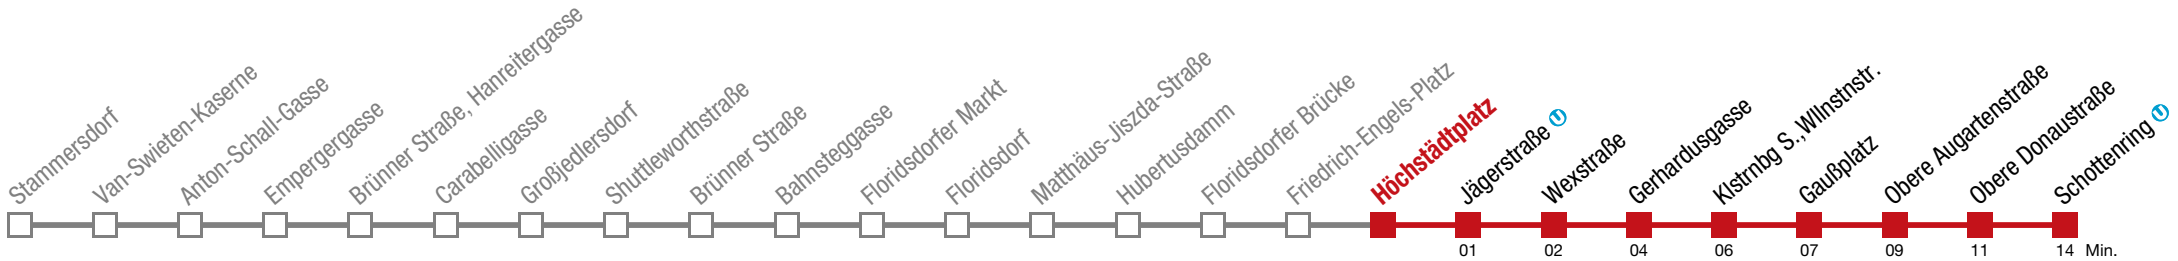 Stammersdorf
Van-Swieten-Kaserne
Anton-Schall-Gasse
Empergergasse
Brünner Straße, Hanreitergasse
Carabelligasse
Großjedlersdorf
Shuttleworthstraße
Brünner Straße
Bahnsteggasse
Floridsdorfer Markt
Floridsdorf
Matthäus-Jiszda-Straße
Hubertusdamm
Floridsdorfer Brücke
Friedrich-Engels-Platz
Höchstädtplatz
Jägerstraße U
Wexstraße
Gerhardusgasse
Klstrnbg S., Wllnstnstr.
Gaußplatz
Obere Augartenstraße
Obere Donaustraße
Schottenring U
01 02 04 06 07 09 11 14 Min.